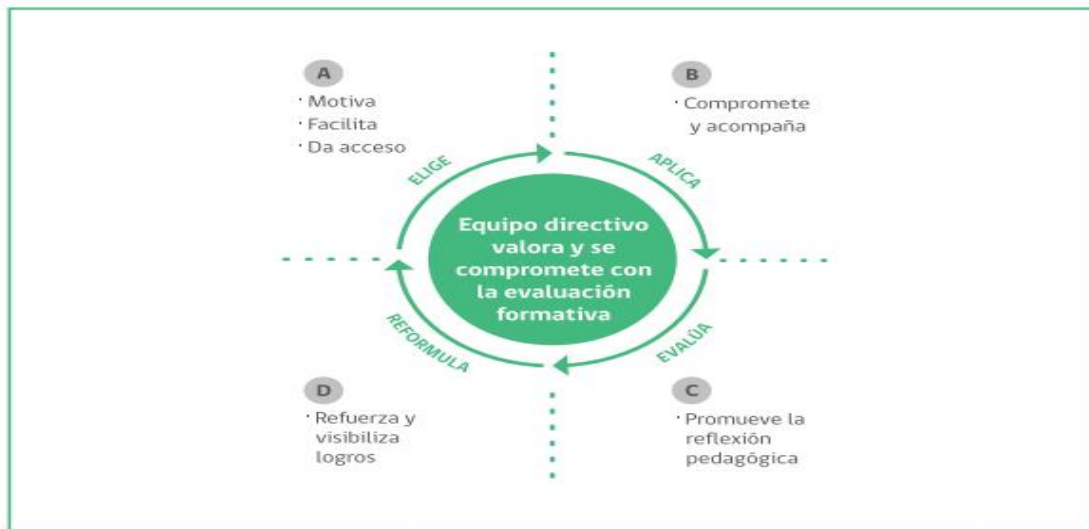 A
· Motiva
· Facilita
· Da acceso
B
· Compromete
y acompaña
ELIGE
APLICA
Equipo directivo
valora y se
compromete con
la evaluación
formativa
REFORMULA
EVALÚA
D
· Refuerza y
visibiliza
logros
C
· Promueve la
reflexión
pedagógica